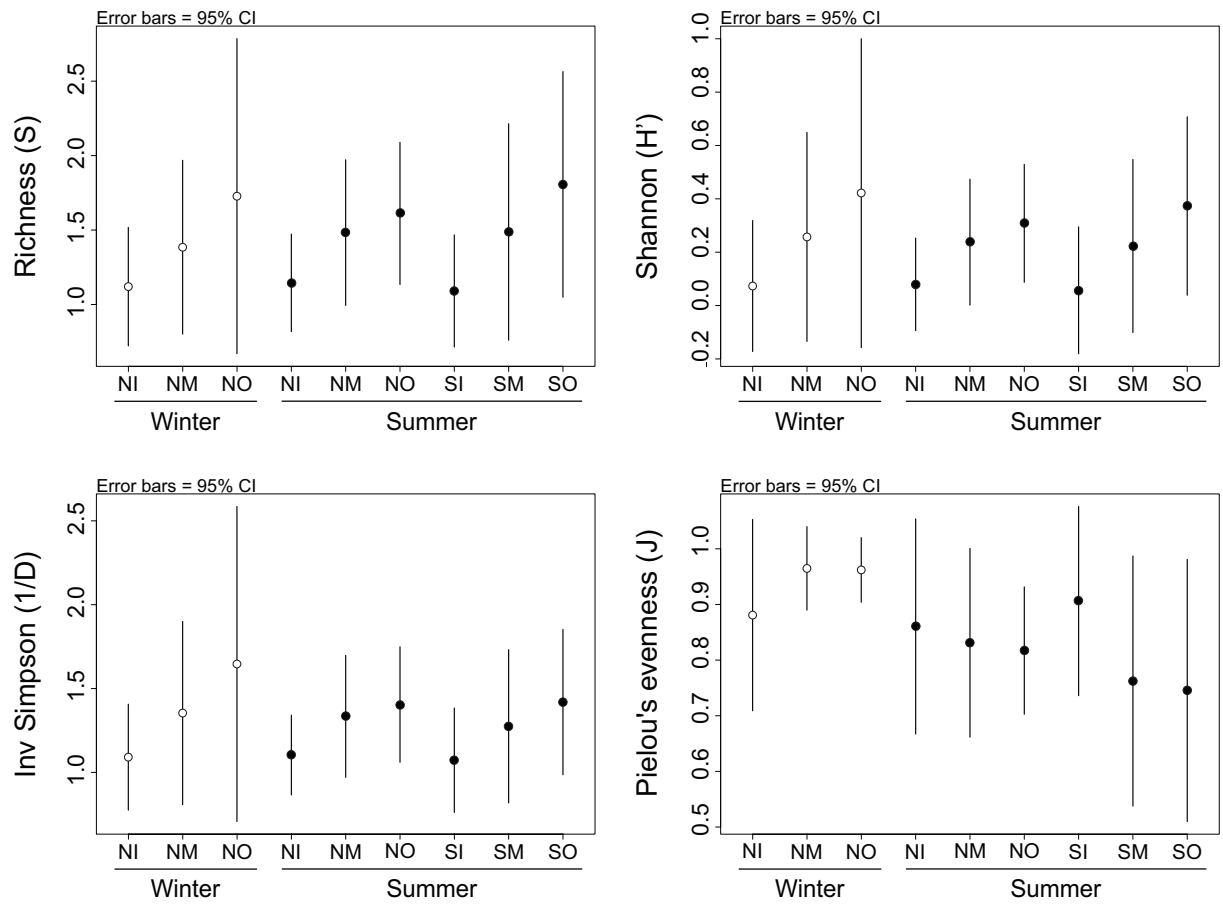 Error bars = 95% CI
Richness (S)
2.5
2.0
1.5
1.0
NI NM NO NI NM NO SI SM SO
Winter Summer
Error bars = 95% CI
Shannon (H')
1.0
0.8
0.6
0.4
0.2
0.0
-0.2
NI NM NO NI NM NO SI SM SO
Winter Summer
Error bars = 95% CI
Inv Simpson (1/D)
2.5
2.0
1.5
1.0
NI NM NO NI NM NO SI SM SO
Winter Summer
Error bars = 95% CI
Pielou's evenness (J)
1.0
0.9
0.8
0.7
0.6
0.5
NI NM NO NI NM NO SI SM SO
Winter Summer